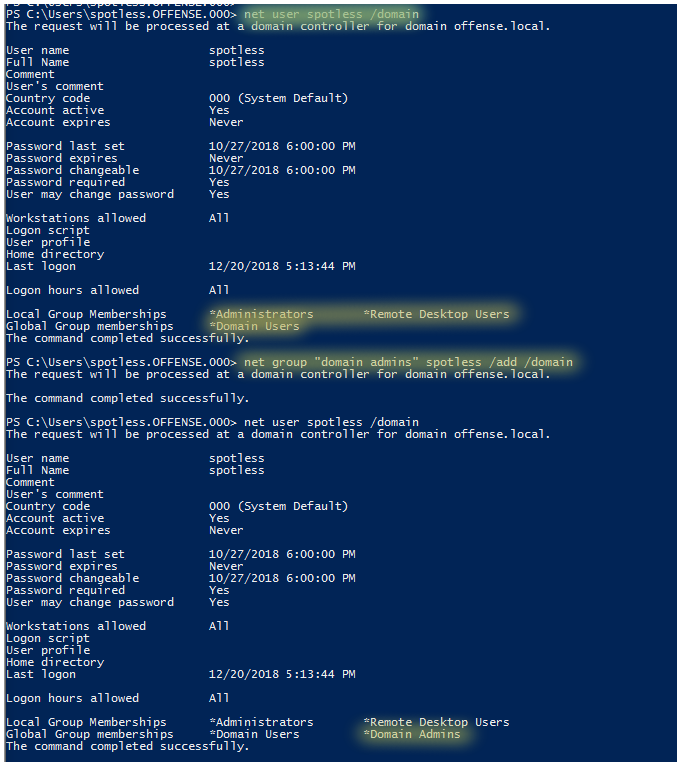 PS C:\Users\spotless.OFFENSE.000> net user spotless /domain
The request will be processed at a domain controller for domain offense.local.
User name                    spotless
Full Name                    spotless
Comment
User's comment
Country code                 000 (System Default)
Account active               Yes
Account expires              Never
Password last set            10/27/2018 6:00:00 PM
Password expires             Never
Password changeable          10/27/2018 6:00:00 PM
Password required            Yes
User may change password     Yes
Workstations allowed         All
Logon script
User profile
Home directory
Last logon                   12/20/2018 5:13:44 PM
Logon hours allowed          All
Local Group Memberships      *Administrators       *Remote Desktop Users
Global Group memberships     *Domain Users
The command completed successfully.
PS C:\Users\spotless.OFFENSE.000> net group "domain admins" spotless /add /domain
The request will be processed at a domain controller for domain offense.local.
The command completed successfully.
PS C:\Users\spotless.OFFENSE.000> net user spotless /domain
The request will be processed at a domain controller for domain offense.local.
User name                    spotless
Full Name                    spotless
Comment
User's comment
Country code                 000 (System Default)
Account active               Yes
Account expires              Never
Password last set            10/27/2018 6:00:00 PM
Password expires             Never
Password changeable          10/27/2018 6:00:00 PM
Password required            Yes
User may change password     Yes
Workstations allowed         All
Logon script
User profile
Home directory
Last logon                   12/20/2018 5:13:44 PM
Logon hours allowed          All
Local Group Memberships      *Administrators       *Remote Desktop Users
Global Group memberships     *Domain Users         *Domain Admins
The command completed successfully.